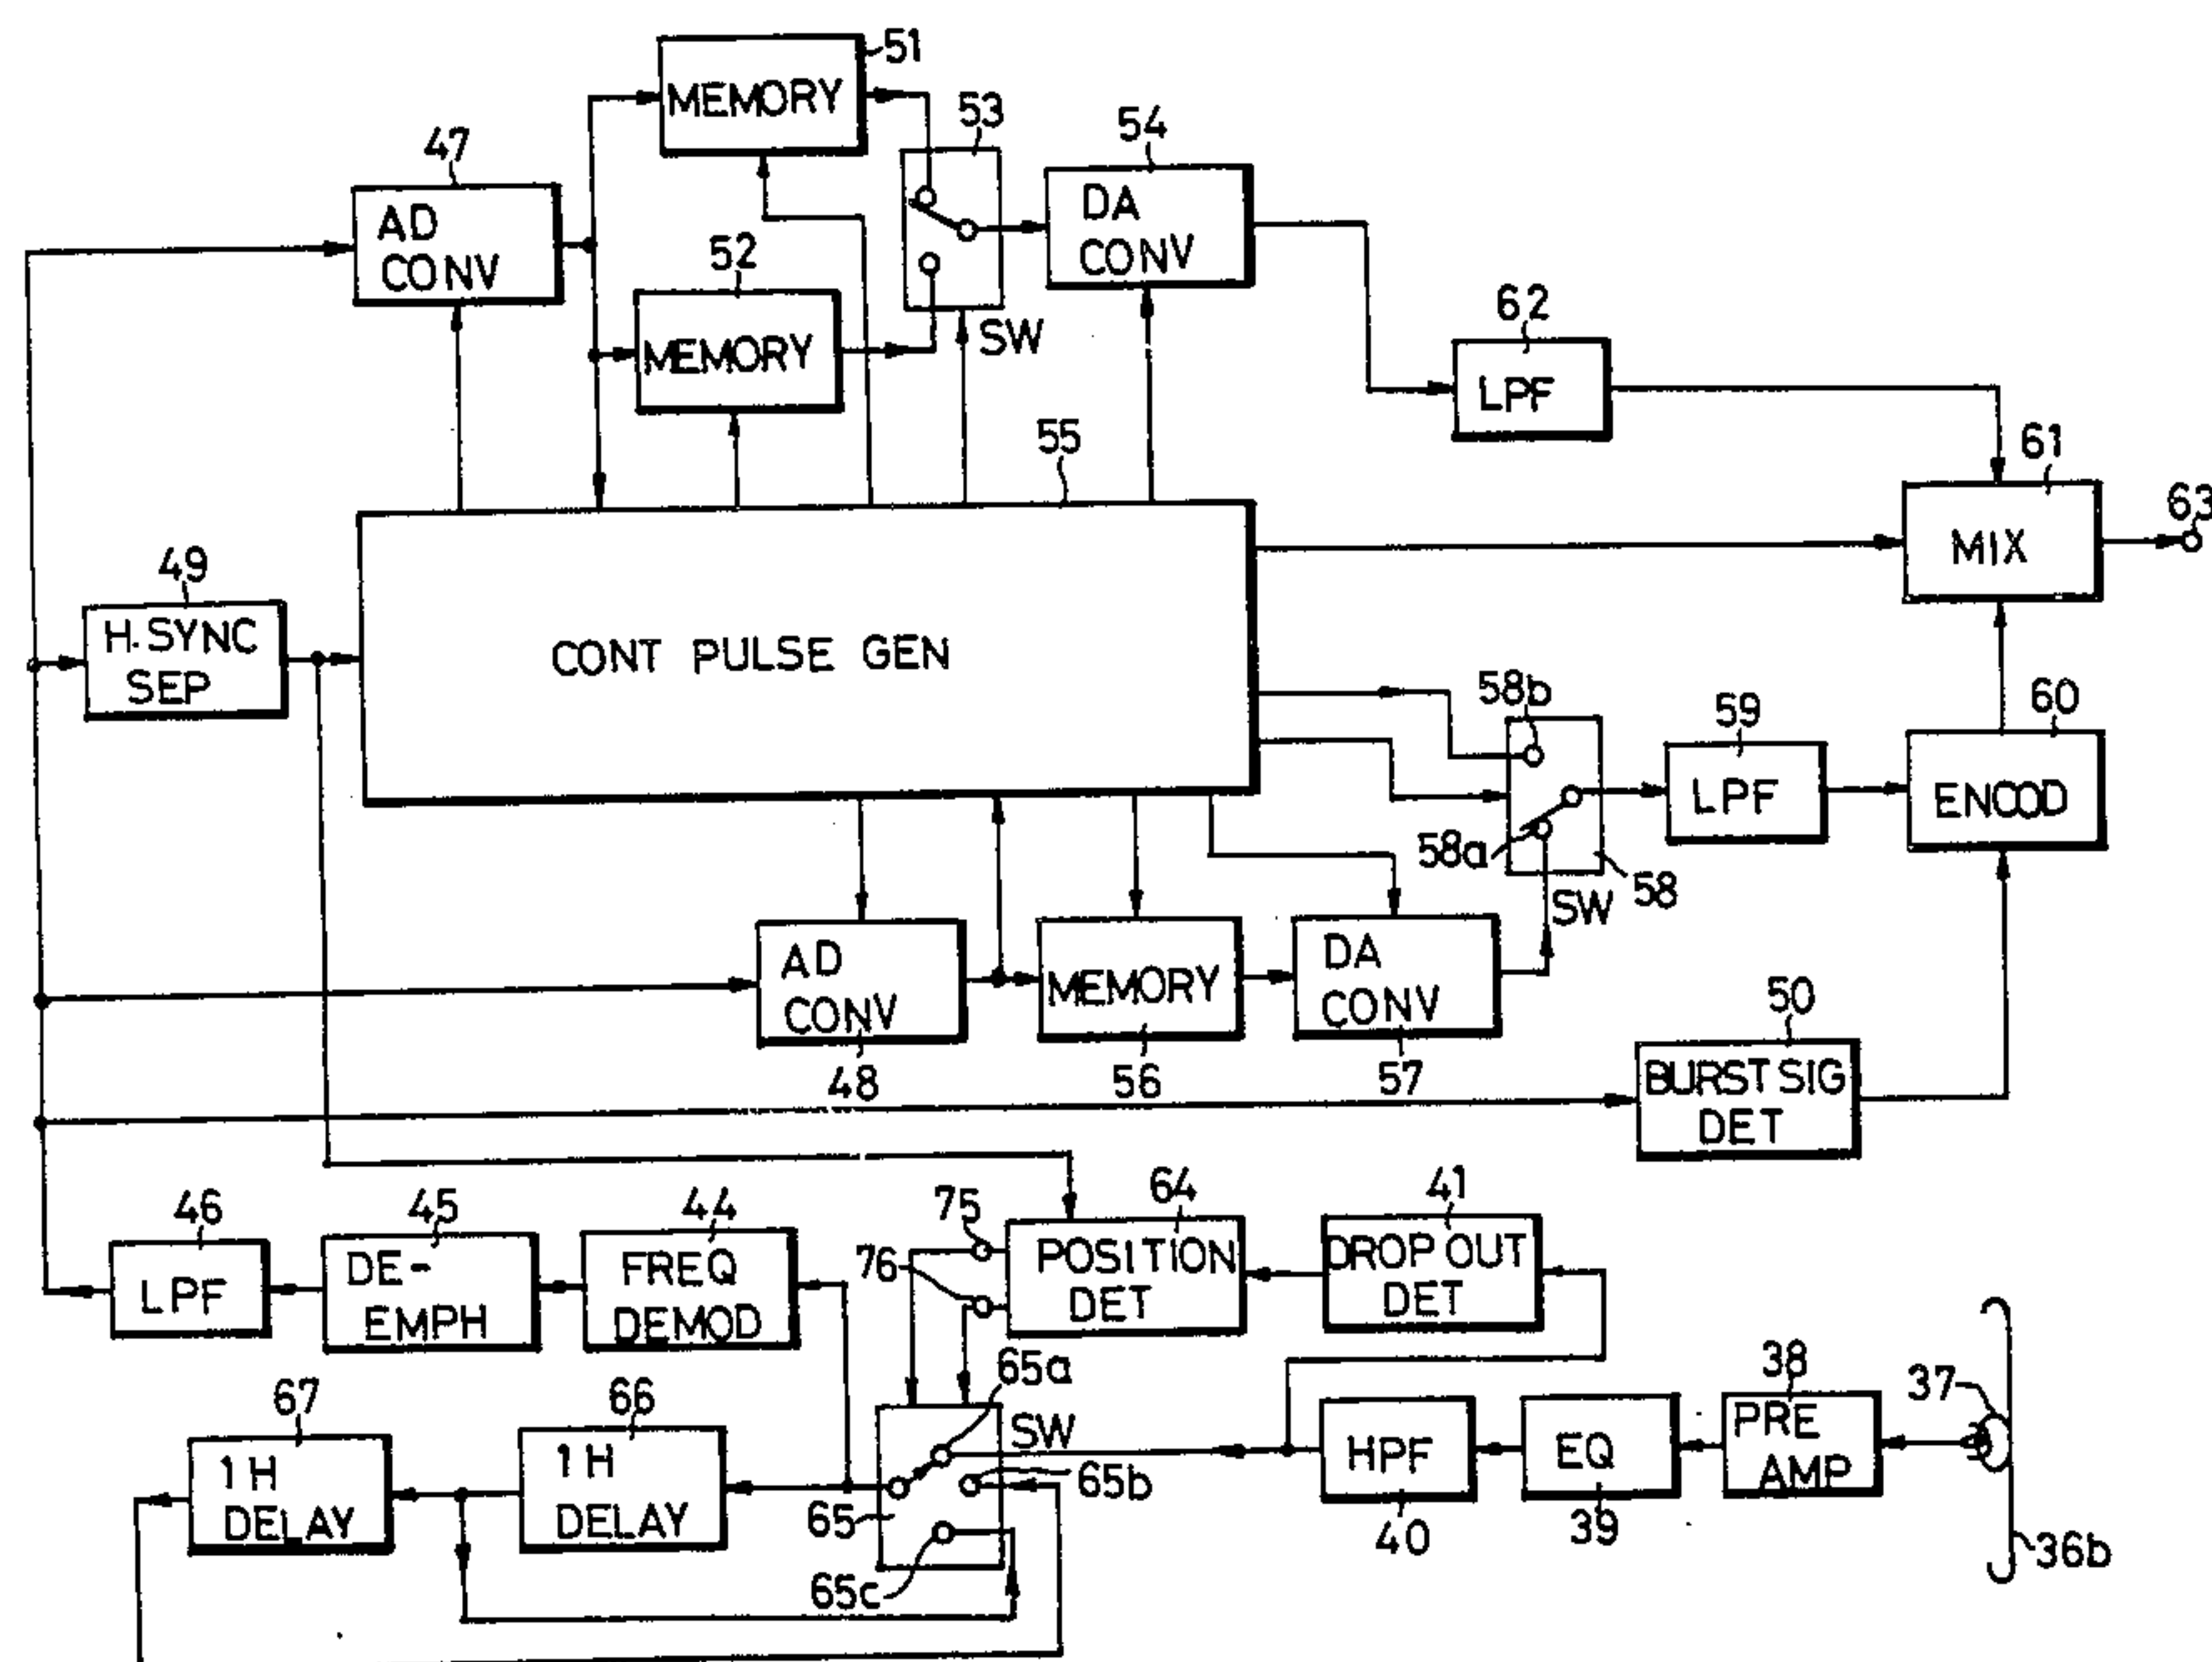 51
MEMORY
53
54
47
AD
CONV
DA
CONV
52
MEMORY
SW
62
LPF
55
61
MIX
63
49
H.SYNC
SEP
CONT PULSE GEN
58b
59
60
LPF
ENCOD
58a
58
SW
AD
CONV
48
MEMORY
56
DA
CONV
57
50
BURST SIG
DET
46
LPF
45
DE-
EMPH
44
FREQ
DEMOD
75
76
64
POSITION
DET
41
DROP OUT
DET
65a
SW
38
PRE
AMP
37
67
1H
DELAY
66
1H
DELAY
65
65b
65c
HPF
40
EQ
39
36b